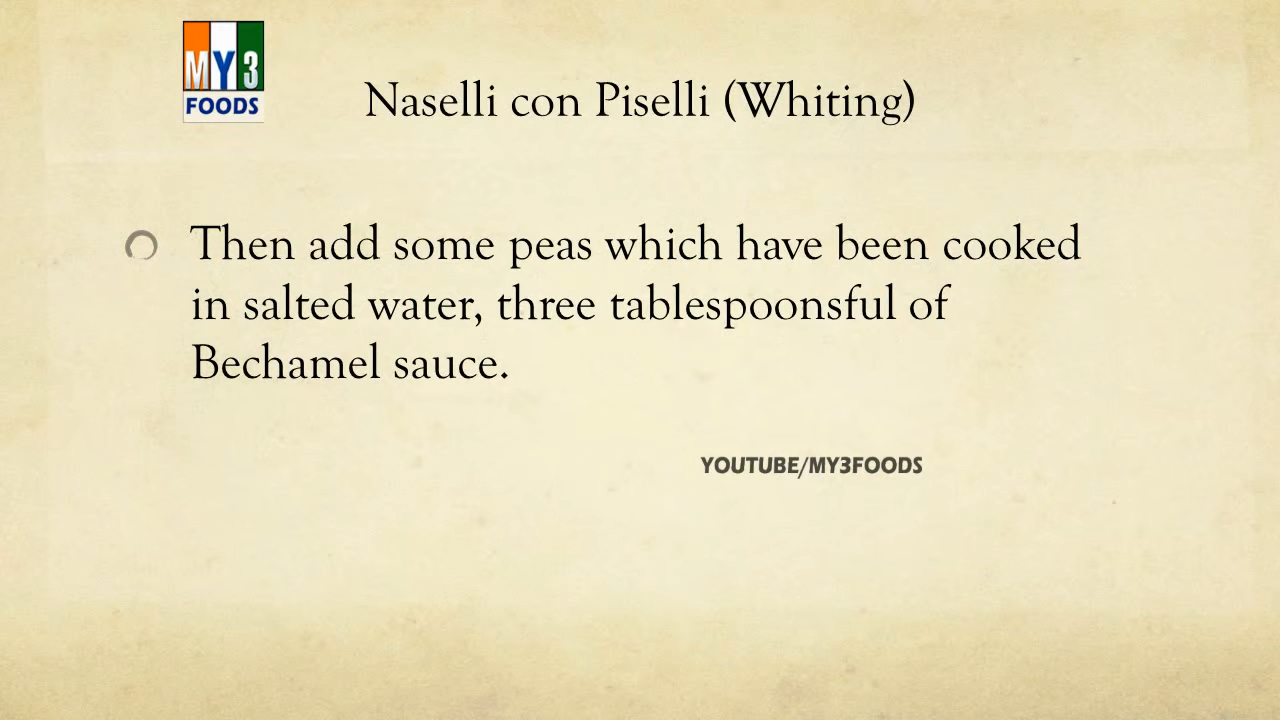 MY3
FOODS
Naselli con Piselli (Whiting)
Then add some peas which have been cooked
in salted water, three tablespoonsful of
Bechamel sauce.
YOUTUBE/MY3FOODS